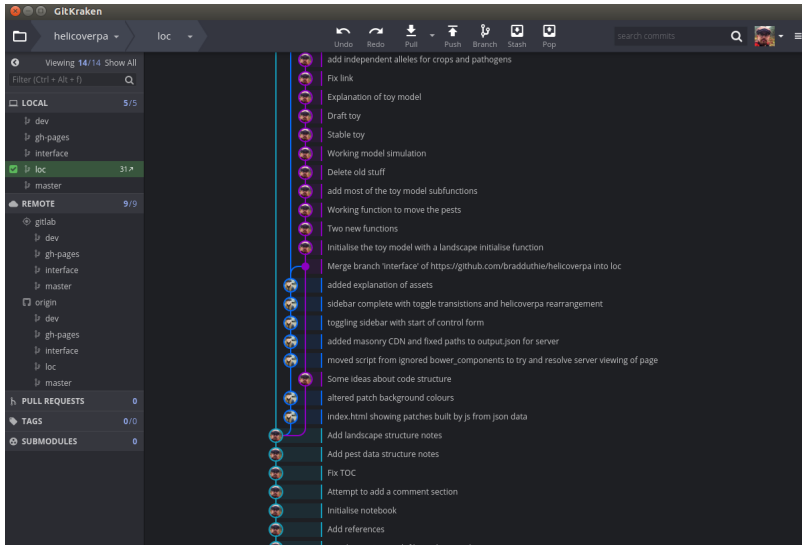 GitKraken
helicoverpa
loc
Undo
Redo
Pull
Push
Branch
Stash
Pop
search commits
Viewing 14/14 Show All
Filter (Ctrl + Alt + f)
LOCAL 5/5
dev
gh-pages
interface
loc 31
master
REMOTE 9/9
gitlab
dev
gh-pages
interface
master
origin
dev
gh-pages
interface
loc
master
PULL REQUESTS 0
TAGS 0/0
SUBMODULES 0
add independent alleles for crops and pathogens
Fix link
Explanation of toy model
Draft toy
Stable toy
Working model simulation
Delete old stuff
add most of the toy model subfunctions
Working function to move the pests
Two new functions
Initialise the toy model with a landscape initialise function
Merge branch 'interface' of https://github.com/bradduthie/helicoverpa into loc
added explanation of assets
sidebar complete with toggle transistions and helicoverpa rearrangement
toggling sidebar with start of control form
added masonry CDN and fixed paths to output.json for server
moved script from ignored bower_components to try and resolve server viewing of page
Some ideas about code structure
altered patch background colours
index.html showing patches built by js from json data
Add landscape structure notes
Add pest data structure notes
Fix TOC
Attempt to add a comment section
Initialise notebook
Add references